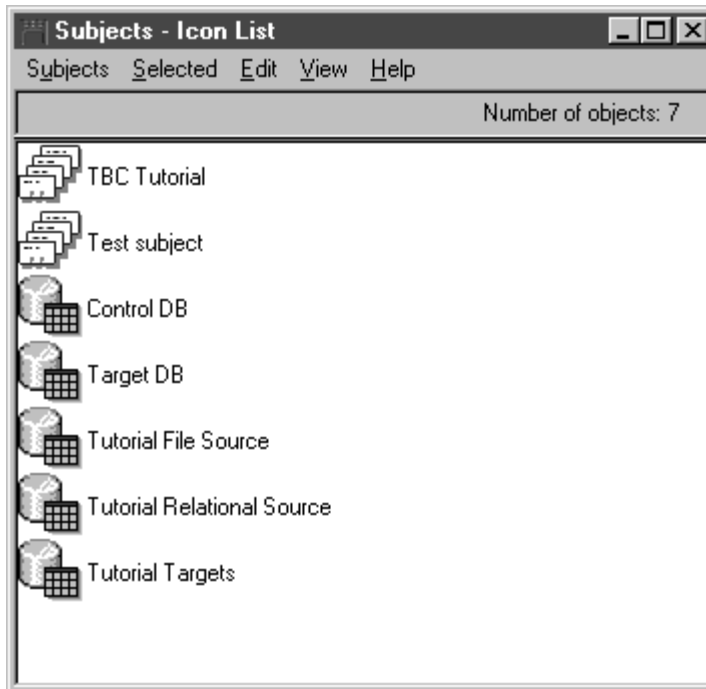 Subjects - Icon List
Subjects Selected Edit View Help
Number of objects: 7
TBC Tutorial
Test subject
Control DB
Target DB
Tutorial File Source
Tutorial Relational Source
Tutorial Targets